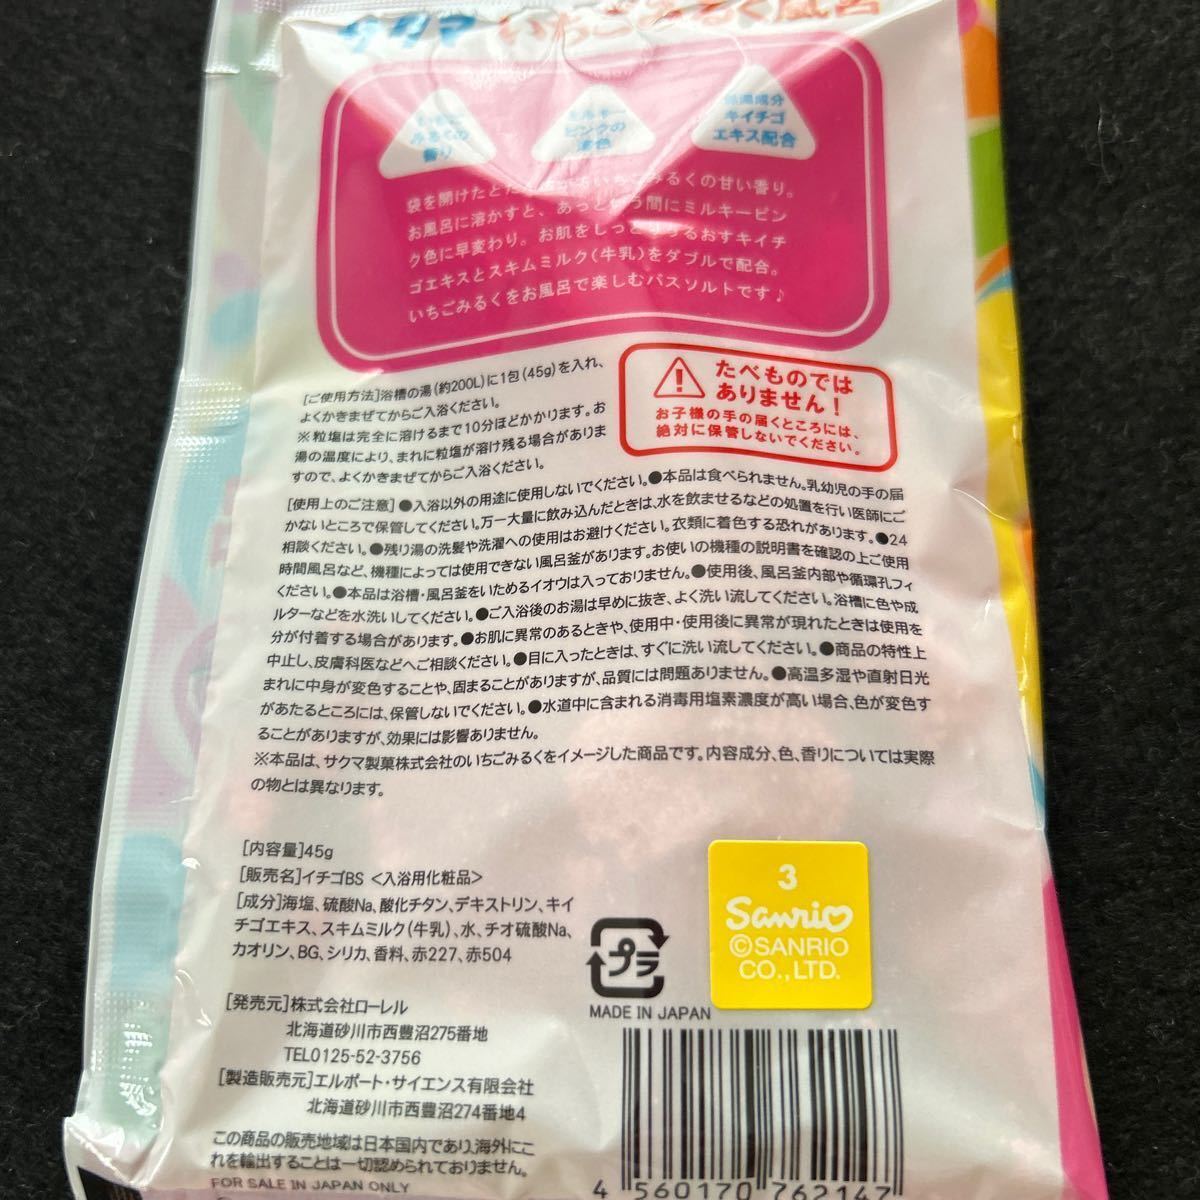 サクマ いちごみるく風呂
いちご
みるくの
香り
ミルキー
ピンクの
湯色
保湿成分
キイチゴ
エキス配合
袋を開けたとたん いちごみるくの甘い香り。
お風呂に溶かすと、あっという間にミルキーピン
ク色に早変わり。お肌をしっとりうるおすキイチ
ゴエキスとスキムミルク(牛乳)をダブルで配合。
いちごみるくをお風呂で楽しむバスソルトです♪
[ご使用方法]浴槽の湯(約200L)に1包(45g)を入れ、
よくかきまぜてからご入浴ください。
※粒塩は完全に溶けるまで10分ほどかかります。お
湯の温度により、まれに粒塩が溶け残る場合がありま
すので、よくかきまぜてからご入浴ください。
たべものでは
ありません!
お子様の手の届くところには、
絶対に保管しないでください。
[使用上のご注意]●入浴以外の用途に使用しないでください。●本品は食べられません。乳幼児の手の届
かないところで保管してください。万一大量に飲み込んだときは、水を飲ませるなどの処置を行い医師にご
相談ください。●残り湯の洗髪や洗濯への使用はお避けください。衣類に着色する恐れがあります。●24
時間風呂など、機種によっては使用できない風呂釜があります。お使いの機種の説明書を確認の上ご使用
ください。●本品は浴槽・風呂釜をいためるイオウは入っておりません。●使用後、風呂釜内部や循環孔フィ
ルターなどを水洗いしてください。●ご入浴後のお湯は早めに抜き、よく洗い流してください。浴槽に色や成
分が付着する場合があります。●お肌に異常のあるときや、使用中・使用後に異常が現れたときは使用を
中止し、皮膚科医などへご相談ください。●目に入ったときは、すぐに洗い流してください。●商品の特性上
まれに中身が変色することや、固まることがありますが、品質には問題ありません。●高温多湿や直射日光
があたるところには、保管しないでください。●水道中に含まれる消毒用塩素濃度が高い場合、色が変色す
ることがありますが、効果には影響ありません。
※本品は、サクマ製菓株式会社のいちごみるくをイメージした商品です。内容成分、色、香りについては実際
の物とは異なります。
[内容量]45g
[販売名]イチゴBS <入浴用化粧品>
[成分]海塩、硫酸Na、酸化チタン、デキストリン、キイ
チゴエキス、スキムミルク(牛乳)、水、チオ硫酸Na、
カオリン、BG、シリカ、香料、赤227、赤504
[発売元]株式会社ローレル
北海道砂川市西豊沼275番地
TEL0125-52-3756
[製造販売元]エルポート・サイエンス有限会社
北海道砂川市西豊沼274番地4
この商品の販売地域は日本国内であり、海外にこ
れを輸出することは一切認められておりません。
FOR SALE IN JAPAN ONLY
プラ
MADE IN JAPAN
3
Sanrio
©SANRIO
CO., LTD.
4 560170 762147